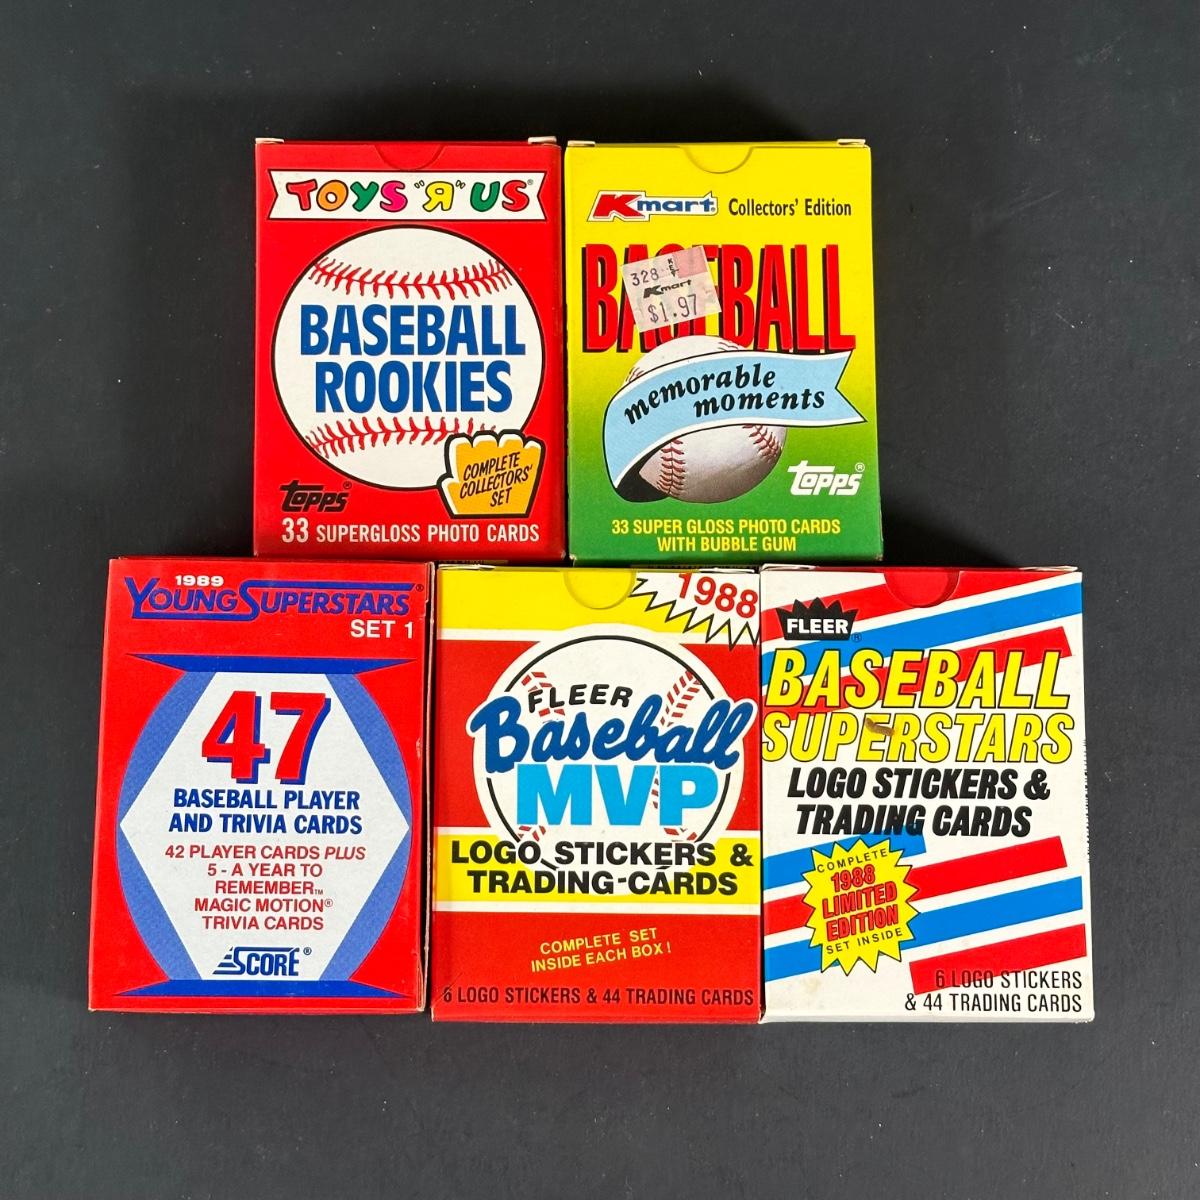 TOYS "R" US®
BASEBALL
ROOKIES
COMPLETE
COLLECTORS'
SET
topps®
33 SUPERGLOSS PHOTO CARDS
Kmart® Collectors' Edition
BASEBALL
328 KEY
Kmart
$1.97
memorable
moments
topps®
33 SUPER GLOSS PHOTO CARDS
WITH BUBBLE GUM
1989
YOUNG SUPERSTARS®
SET 1
47
BASEBALL PLAYER
AND TRIVIA CARDS
42 PLAYER CARDS PLUS
5 - A YEAR TO
REMEMBER™
MAGIC MOTION®
TRIVIA CARDS
SCORE®
1988
FLEER
Baseball
MVP
LOGO STICKERS &
TRADING CARDS
COMPLETE SET
INSIDE EACH BOX!
6 LOGO STICKERS & 44 TRADING CARDS
FLEER®
BASEBALL
SUPERSTARS
LOGO STICKERS &
TRADING CARDS
COMPLETE
1988
LIMITED
EDITION
SET INSIDE
6 LOGO STICKERS
& 44 TRADING CARDS